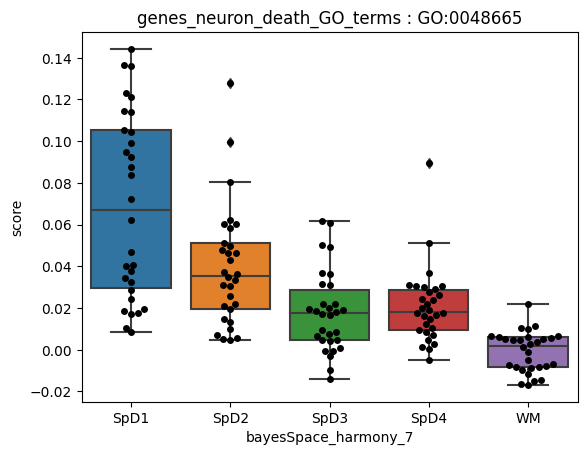 genes_neuron_death_GO_terms : GO:0048665
score
0.14
0.12
0.10
0.08
0.06
0.04
0.02
0.00
−0.02
SpD1 SpD2 SpD3 SpD4 WM
bayesSpace_harmony_7